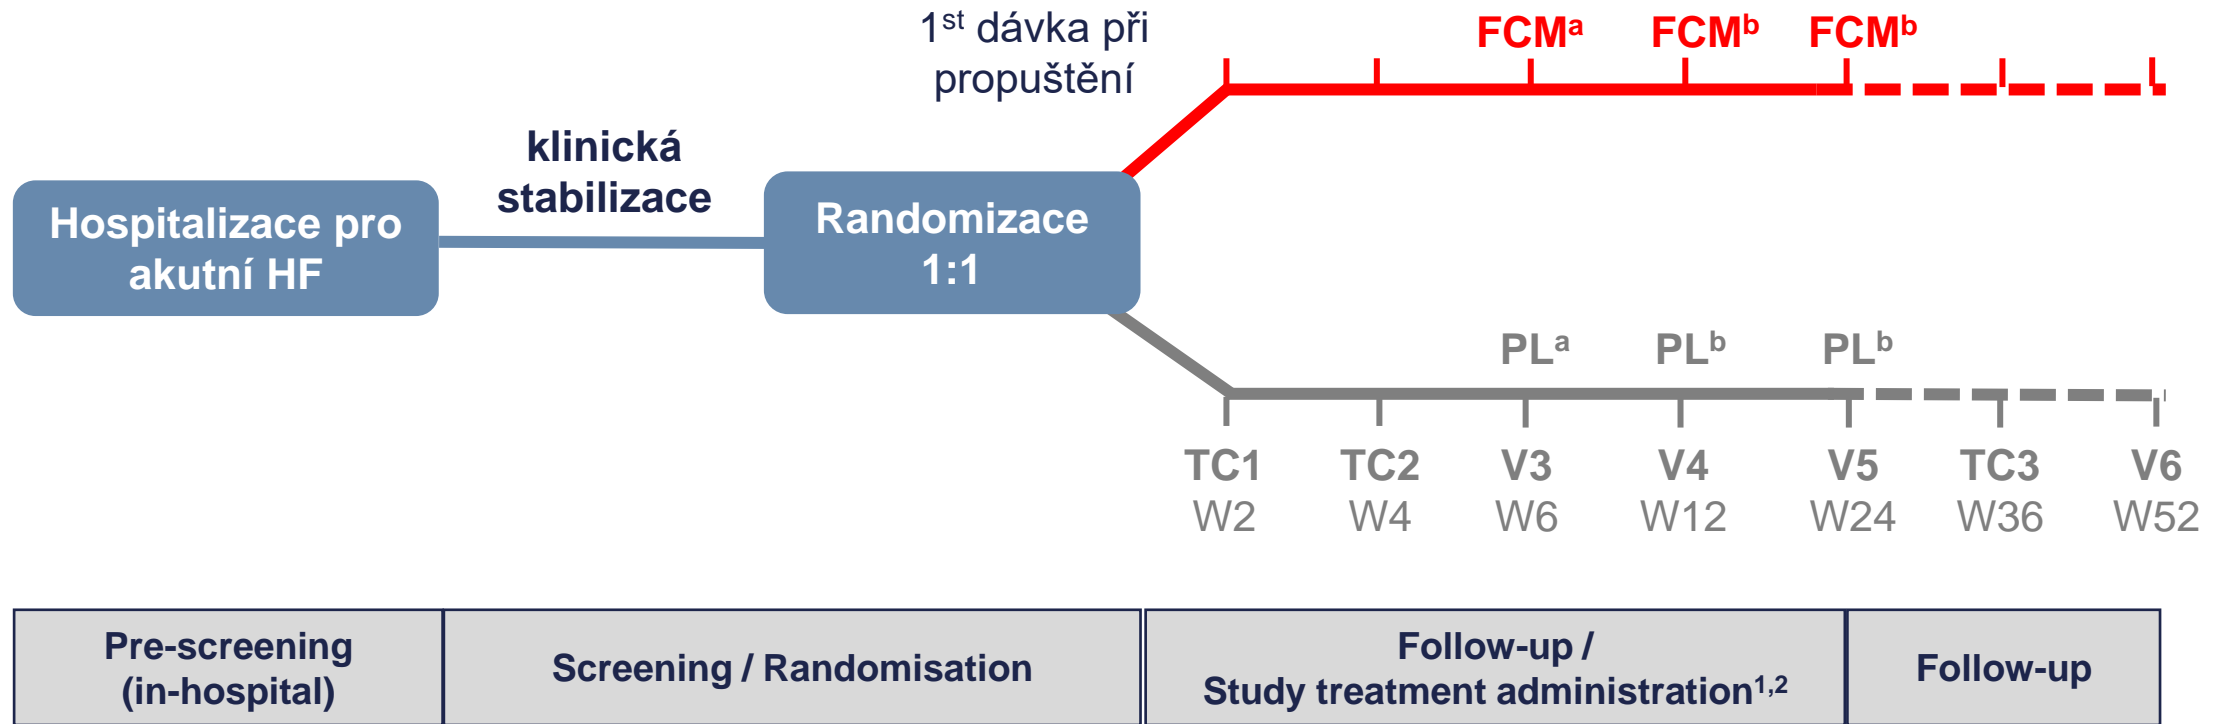 1st dávka při
propuštění
FCMa FCMb FCMb
klinická
stabilizace
Hospitalizace pro
akutní HF
Randomizace
1:1
PLa PLb PLb
TC1 TC2 V3 V4 V5 TC3 V6
W2 W4 W6 W12 W24 W36 W52
Pre-screening
(in-hospital)
Screening / Randomisation
Follow-up /
Study treatment administration1,2
Follow-up